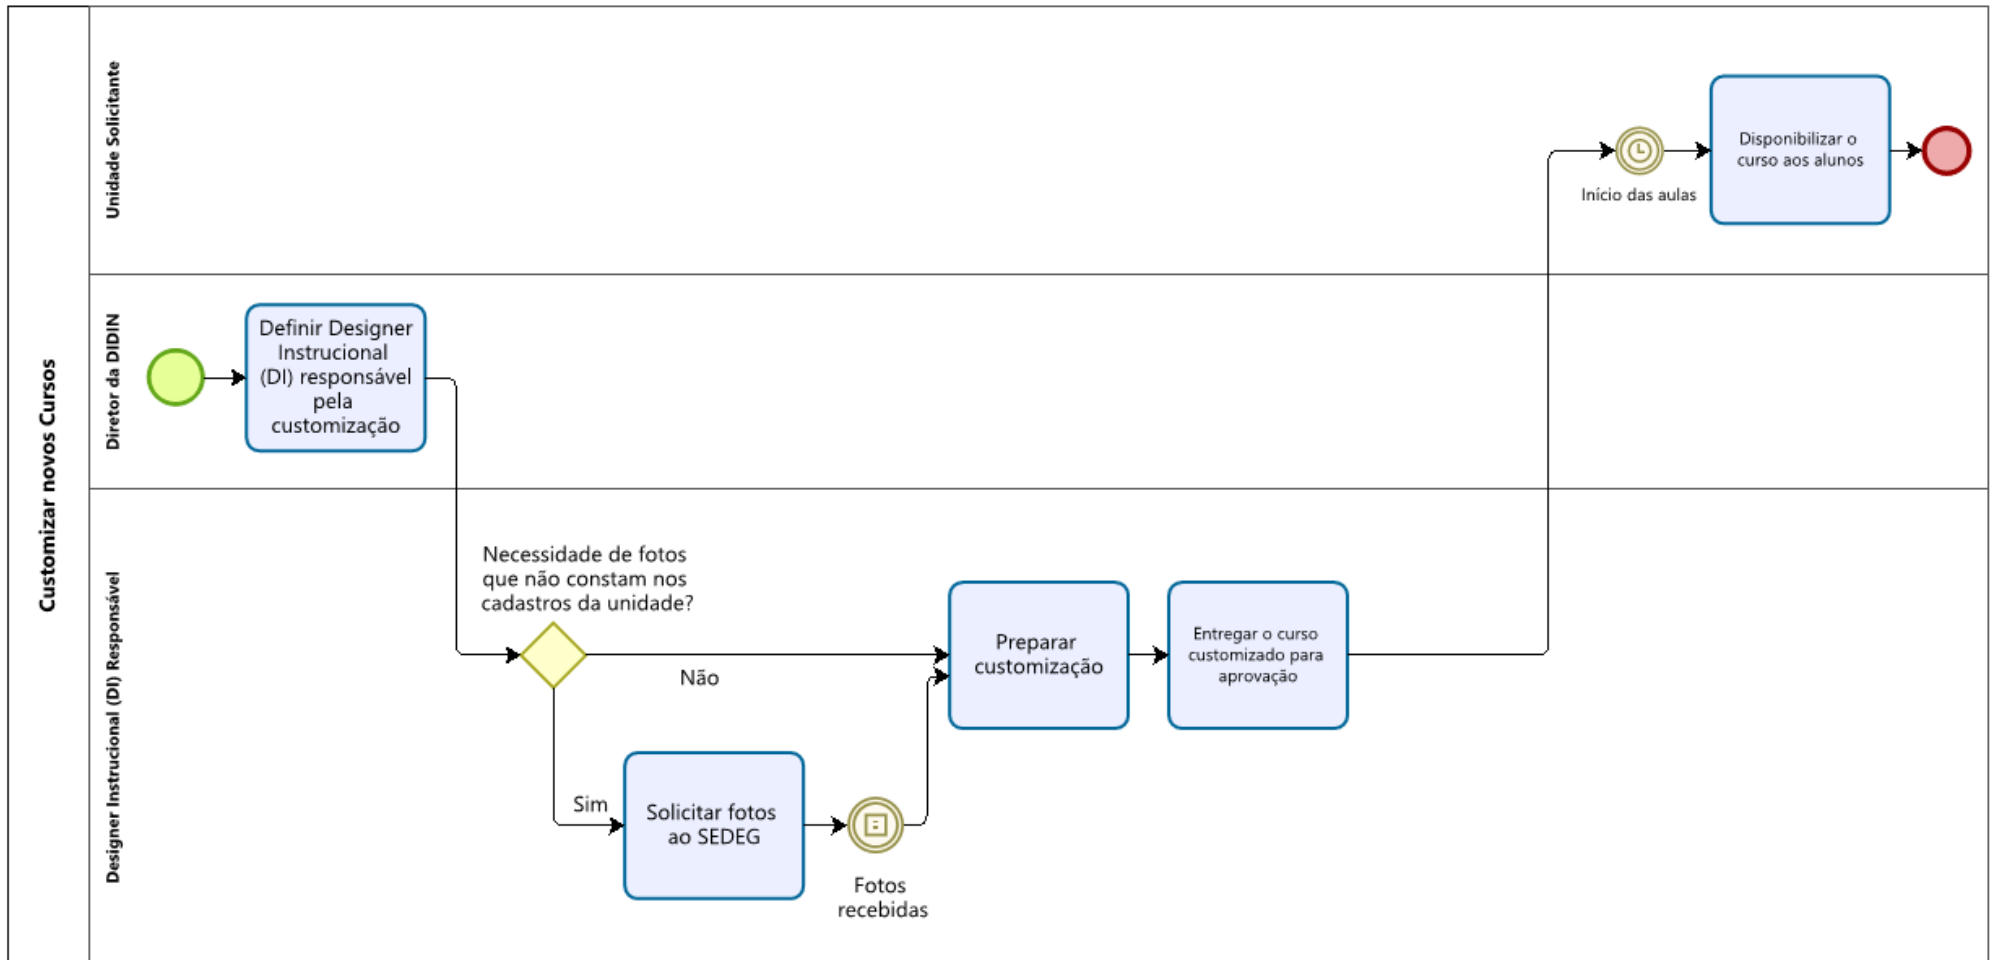 Customizar novos Cursos
Unidade Solicitante
Início das aulas
Disponibilizar o
curso aos alunos
Diretor da DIDIN
Definir Designer
Instrucional
(DI) responsável
pela
customização
Designer Instrucional (DI) Responsável
Necessidade de fotos
que não constam nos
cadastros da unidade?
Não
Sim
Solicitar fotos
ao SEDEG
Fotos
recebidas
Preparar
customização
Entregar o curso
customizado para
aprovação